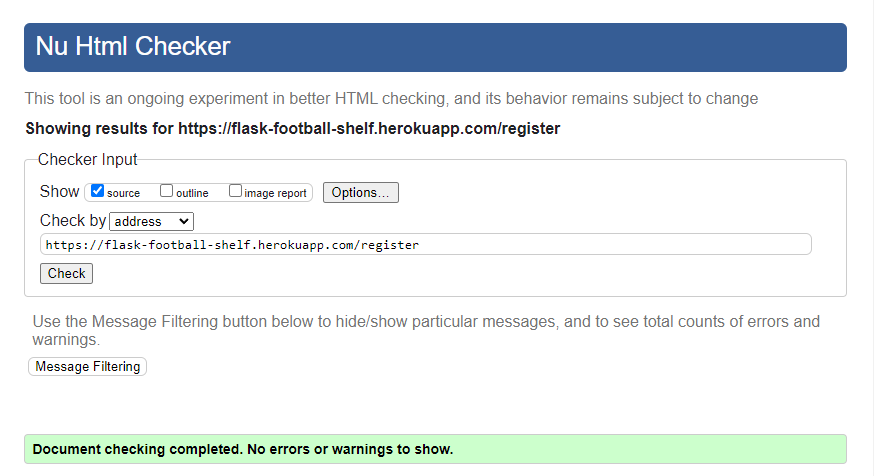 Nu Html Checker
This tool is an ongoing experiment in better HTML checking, and its behavior remains subject to change
Showing results for https://flask-football-shelf.herokuapp.com/register
Checker Input
Show source outline image report Options...
Check by address
https://flask-football-shelf.herokuapp.com/register
Check
Use the Message Filtering button below to hide/show particular messages, and to see total counts of errors and
warnings.
Message Filtering
Document checking completed. No errors or warnings to show.